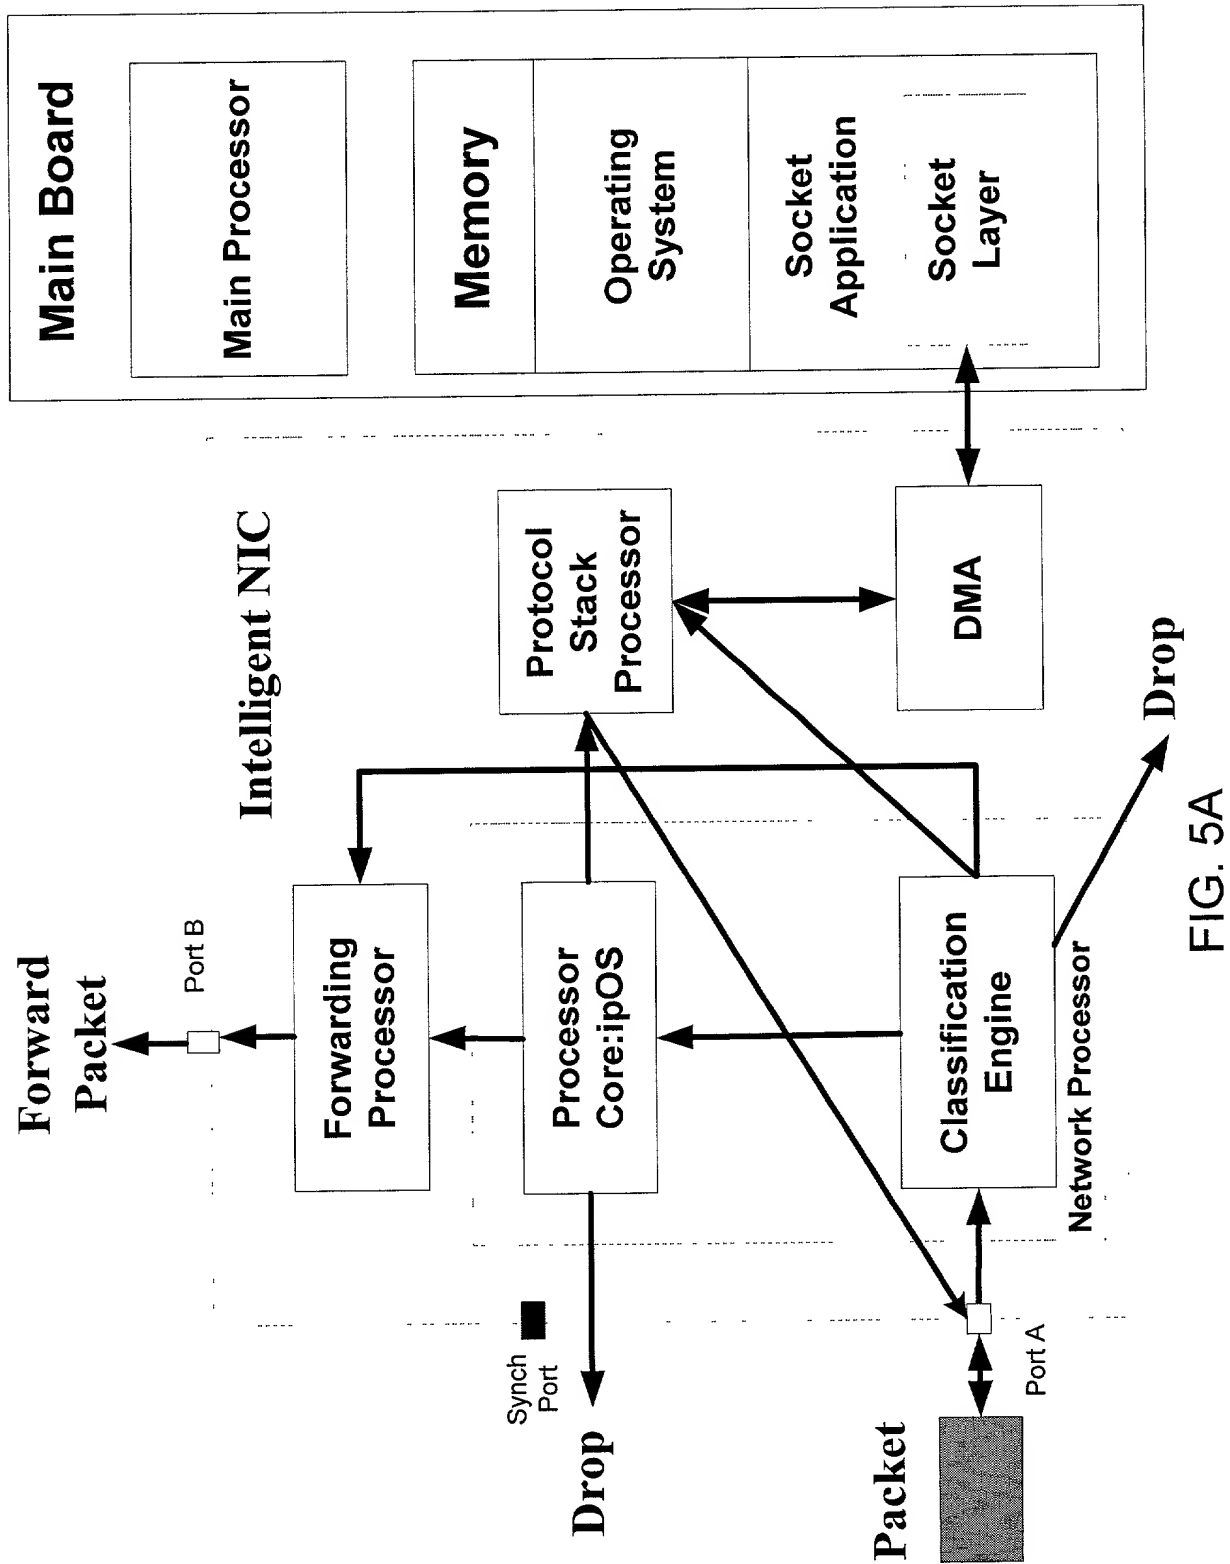 Forward
Packet
Port B
Intelligent NIC
Main Board
Main Processor
Forwarding
Processor
Memory
Synch
Port
Processor
Core:ipOS
Protocol
Stack
Processor
Operating
System
Drop
Socket
Application
Packet
Port A
Classification
Engine
DMA
Socket
Layer
Network Processor
Drop
FIG. 5A